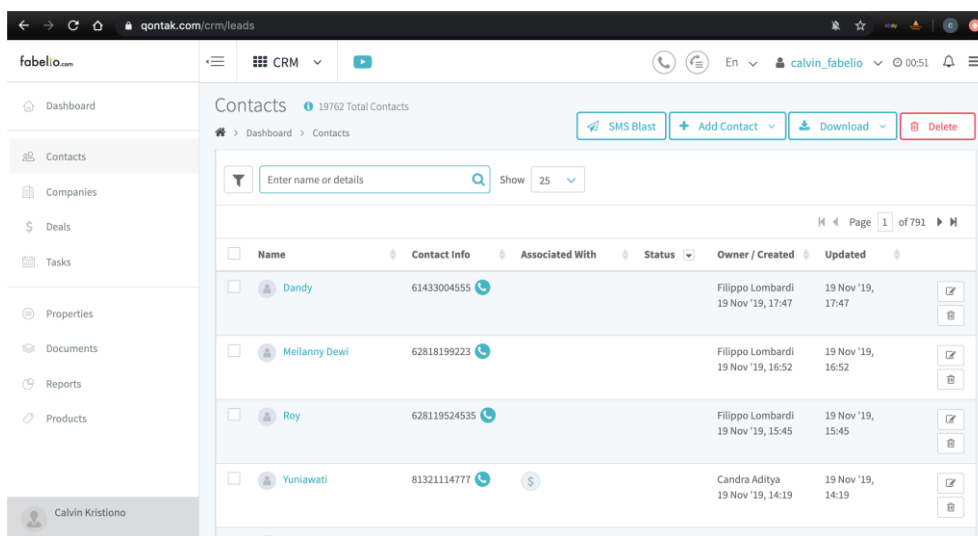 qontak.com/crm/leads
fabelio.com
CRM
En
calvin_fabelio
00:51
Dashboard
Contacts
Companies
Deals
Tasks
Properties
Documents
Reports
Products
Calvin Kristiono
Contacts 19762 Total Contacts
> Dashboard > Contacts
SMS Blast
+ Add Contact
Download
Delete
Enter name or details
Show 25
Page 1 of 791
Name Contact Info Associated With Status Owner / Created Updated
Dandy 61433004555 Filippo Lombardi 19 Nov '19,
19 Nov '19, 17:47 17:47
Meilanny Dewi 62818199223 Filippo Lombardi 19 Nov '19,
19 Nov '19, 16:52 16:52
Roy 628119524535 Filippo Lombardi 19 Nov '19,
19 Nov '19, 15:45 15:45
Yuniawati 81321114777 $ Candra Aditya 19 Nov '19,
19 Nov '19, 14:19 14:19